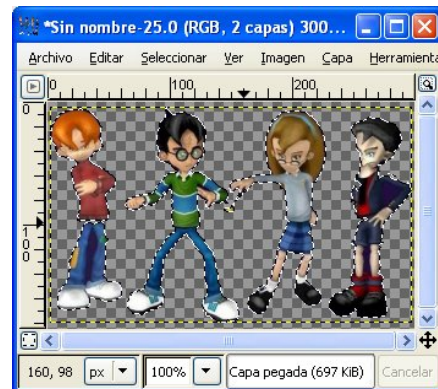 *Sin nombre-25.0 (RGB, 2 capas) 300...
Archivo Editar Seleccionar Ver Imagen Capa Herramienta
0 100 200
0
100
160, 98 px 100% Capa pegada (697 KiB) Cancelar